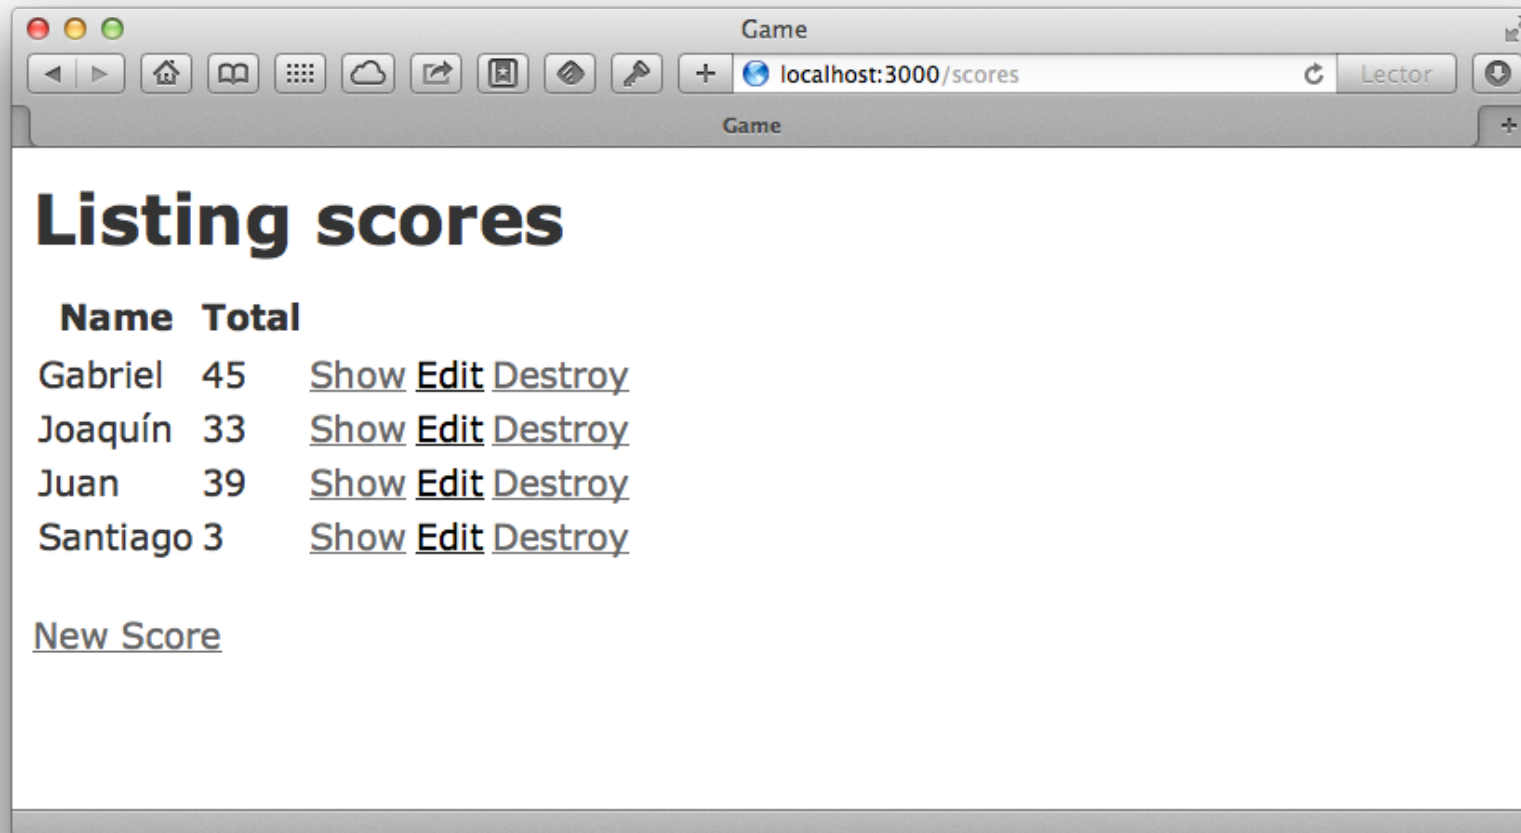 Game
localhost:3000/scores
Lector
Game
Listing scores
Name Total
Gabriel 45 Show Edit Destroy
Joaquín 33 Show Edit Destroy
Juan 39 Show Edit Destroy
Santiago 3 Show Edit Destroy
New Score